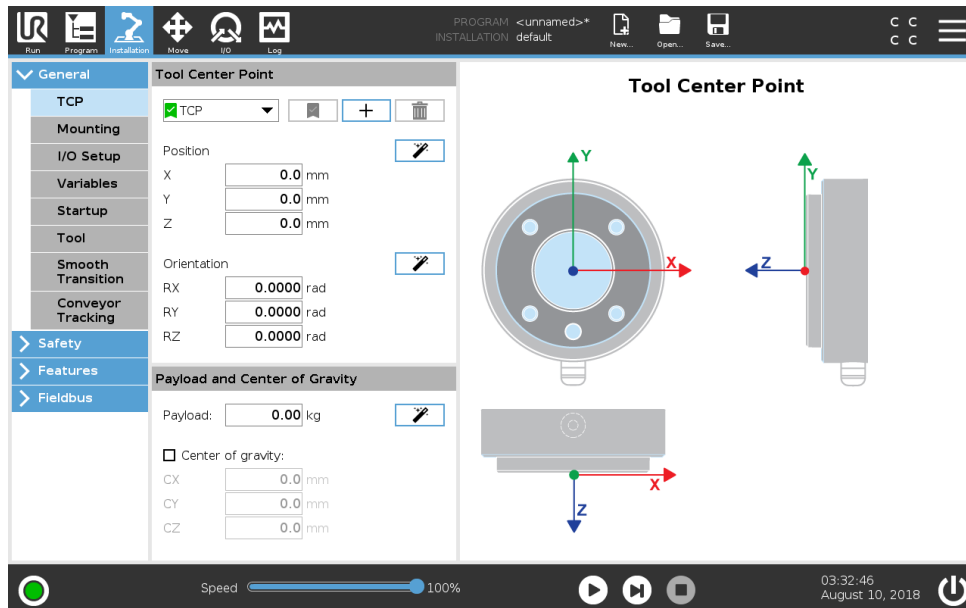 UR
PROGRAM <unnamed>*
INSTALLATION default
C C
C C
Run
Program
Installation
Move
I/O
Log
New...
Open...
Save...
General
TCP
Mounting
I/O Setup
Variables
Startup
Tool
Smooth
Transition
Conveyor
Tracking
Safety
Features
Fieldbus
Tool Center Point
TCP
Position
X 0.0 mm
Y 0.0 mm
Z 0.0 mm
Orientation
RX 0.0000 rad
RY 0.0000 rad
RZ 0.0000 rad
Payload and Center of Gravity
Payload: 0.00 kg
Center of gravity:
CX 0.0 mm
CY 0.0 mm
CZ 0.0 mm
Tool Center Point
Y
X
Y
Z
X
Z
Speed 100%
03:32:46
August 10, 2018